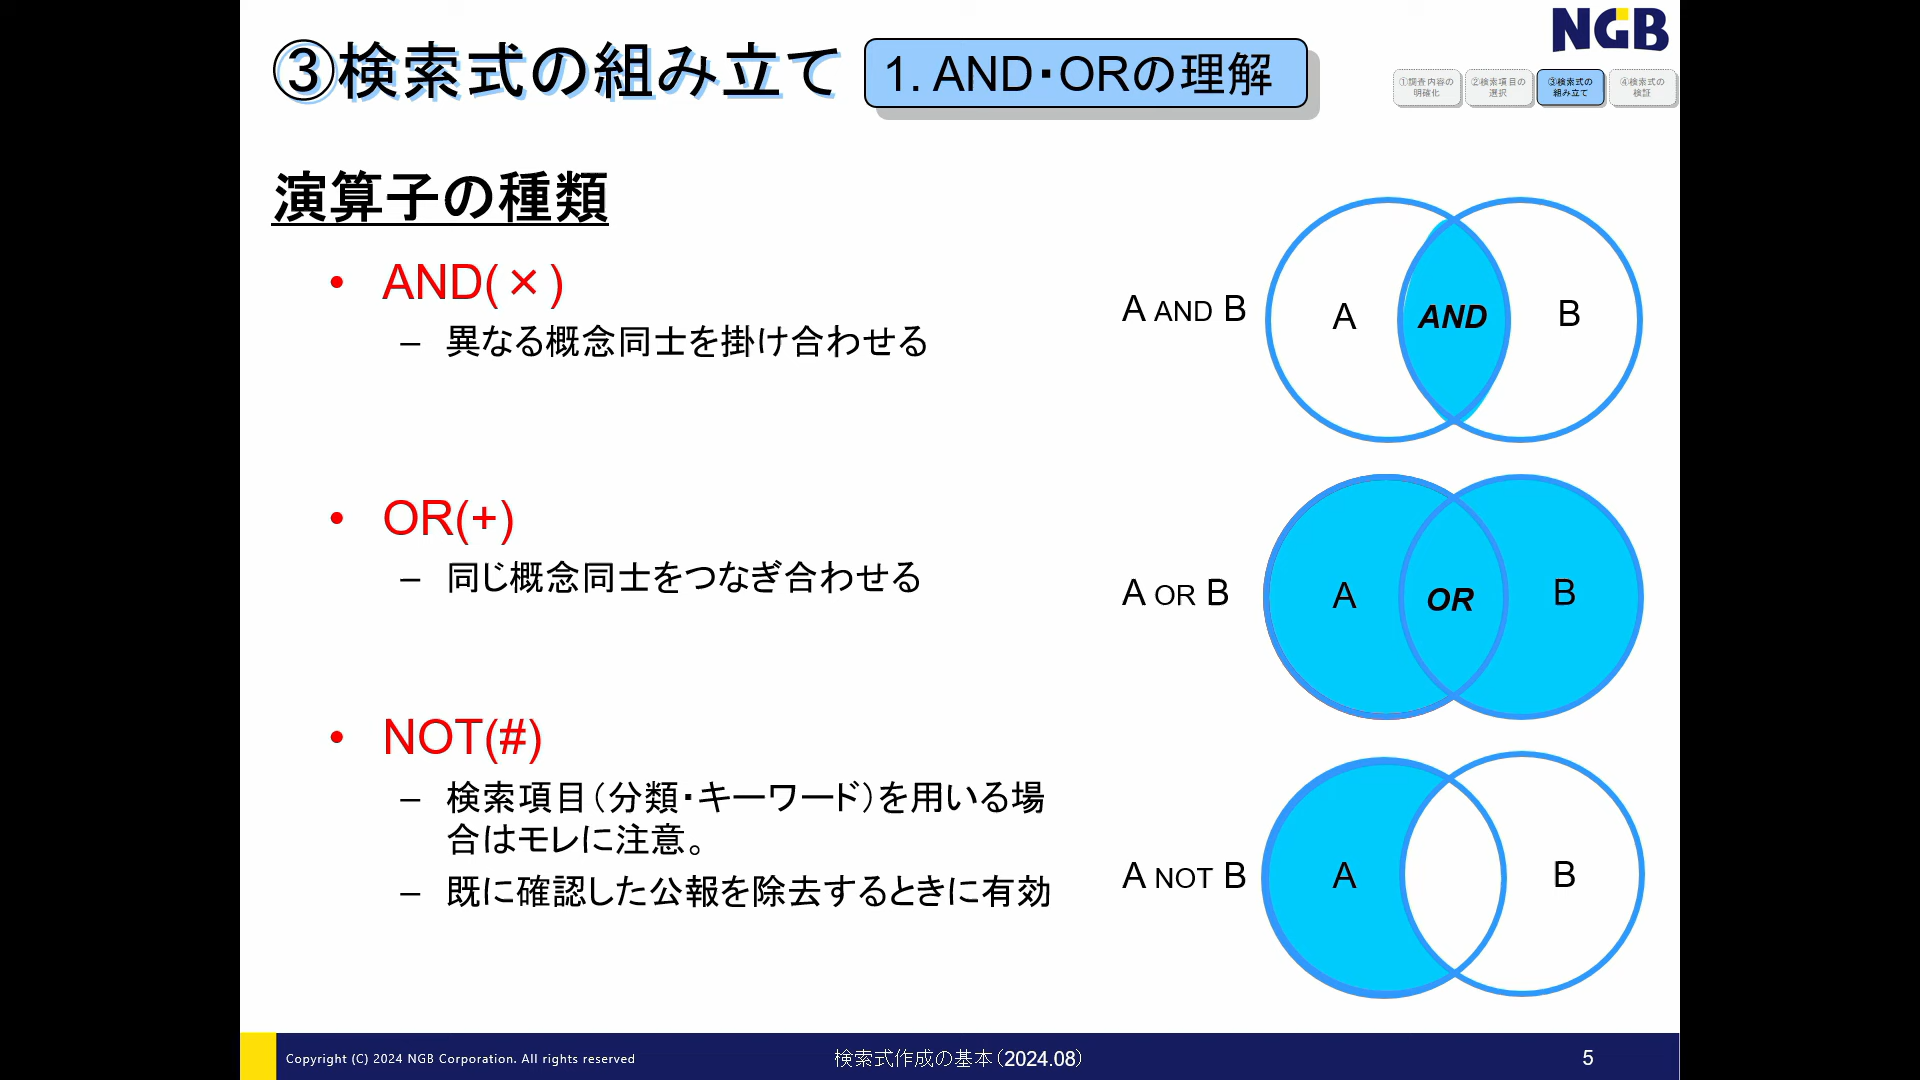 ③検索式の組み立て
1. AND・ORの理解
NGB
①調査内容の
明確化
②検索項目の
選択
③検索式の
組み立て
④検索式の
検証
演算子の種類
• AND(×)
– 異なる概念同士を掛け合わせる
A AND B
A
AND
B
• OR(+)
– 同じ概念同士をつなぎ合わせる
A OR B
A
OR
B
• NOT(#)
– 検索項目(分類・キーワード)を用いる場
合はモレに注意。
– 既に確認した公報を除去するときに有効
A NOT B
A
B
Copyright (C) 2024 NGB Corporation. All rights reserved
検索式作成の基本(2024.08)
5